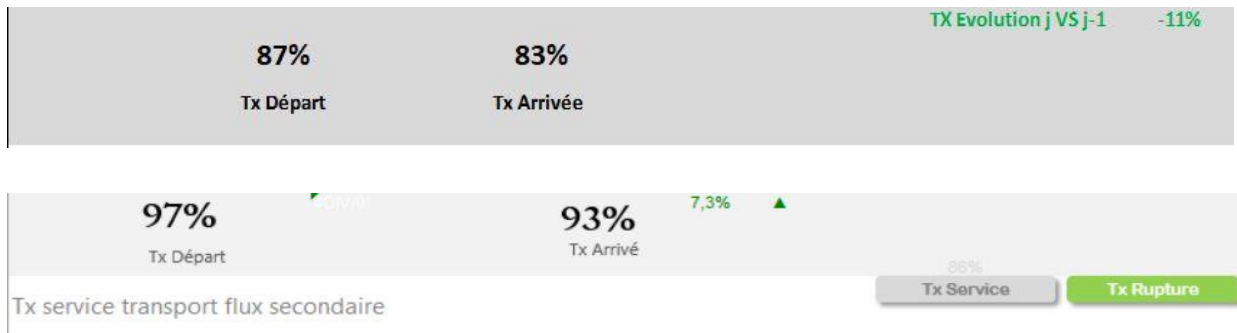 TX Evolution j VS j-1 -11%
87% 83%
Tx Départ Tx Arrivée
97% 93% 7,3% ▲
Tx Départ Tx Arrivé
86%
Tx Service Tx Rupture
Tx service transport flux secondaire